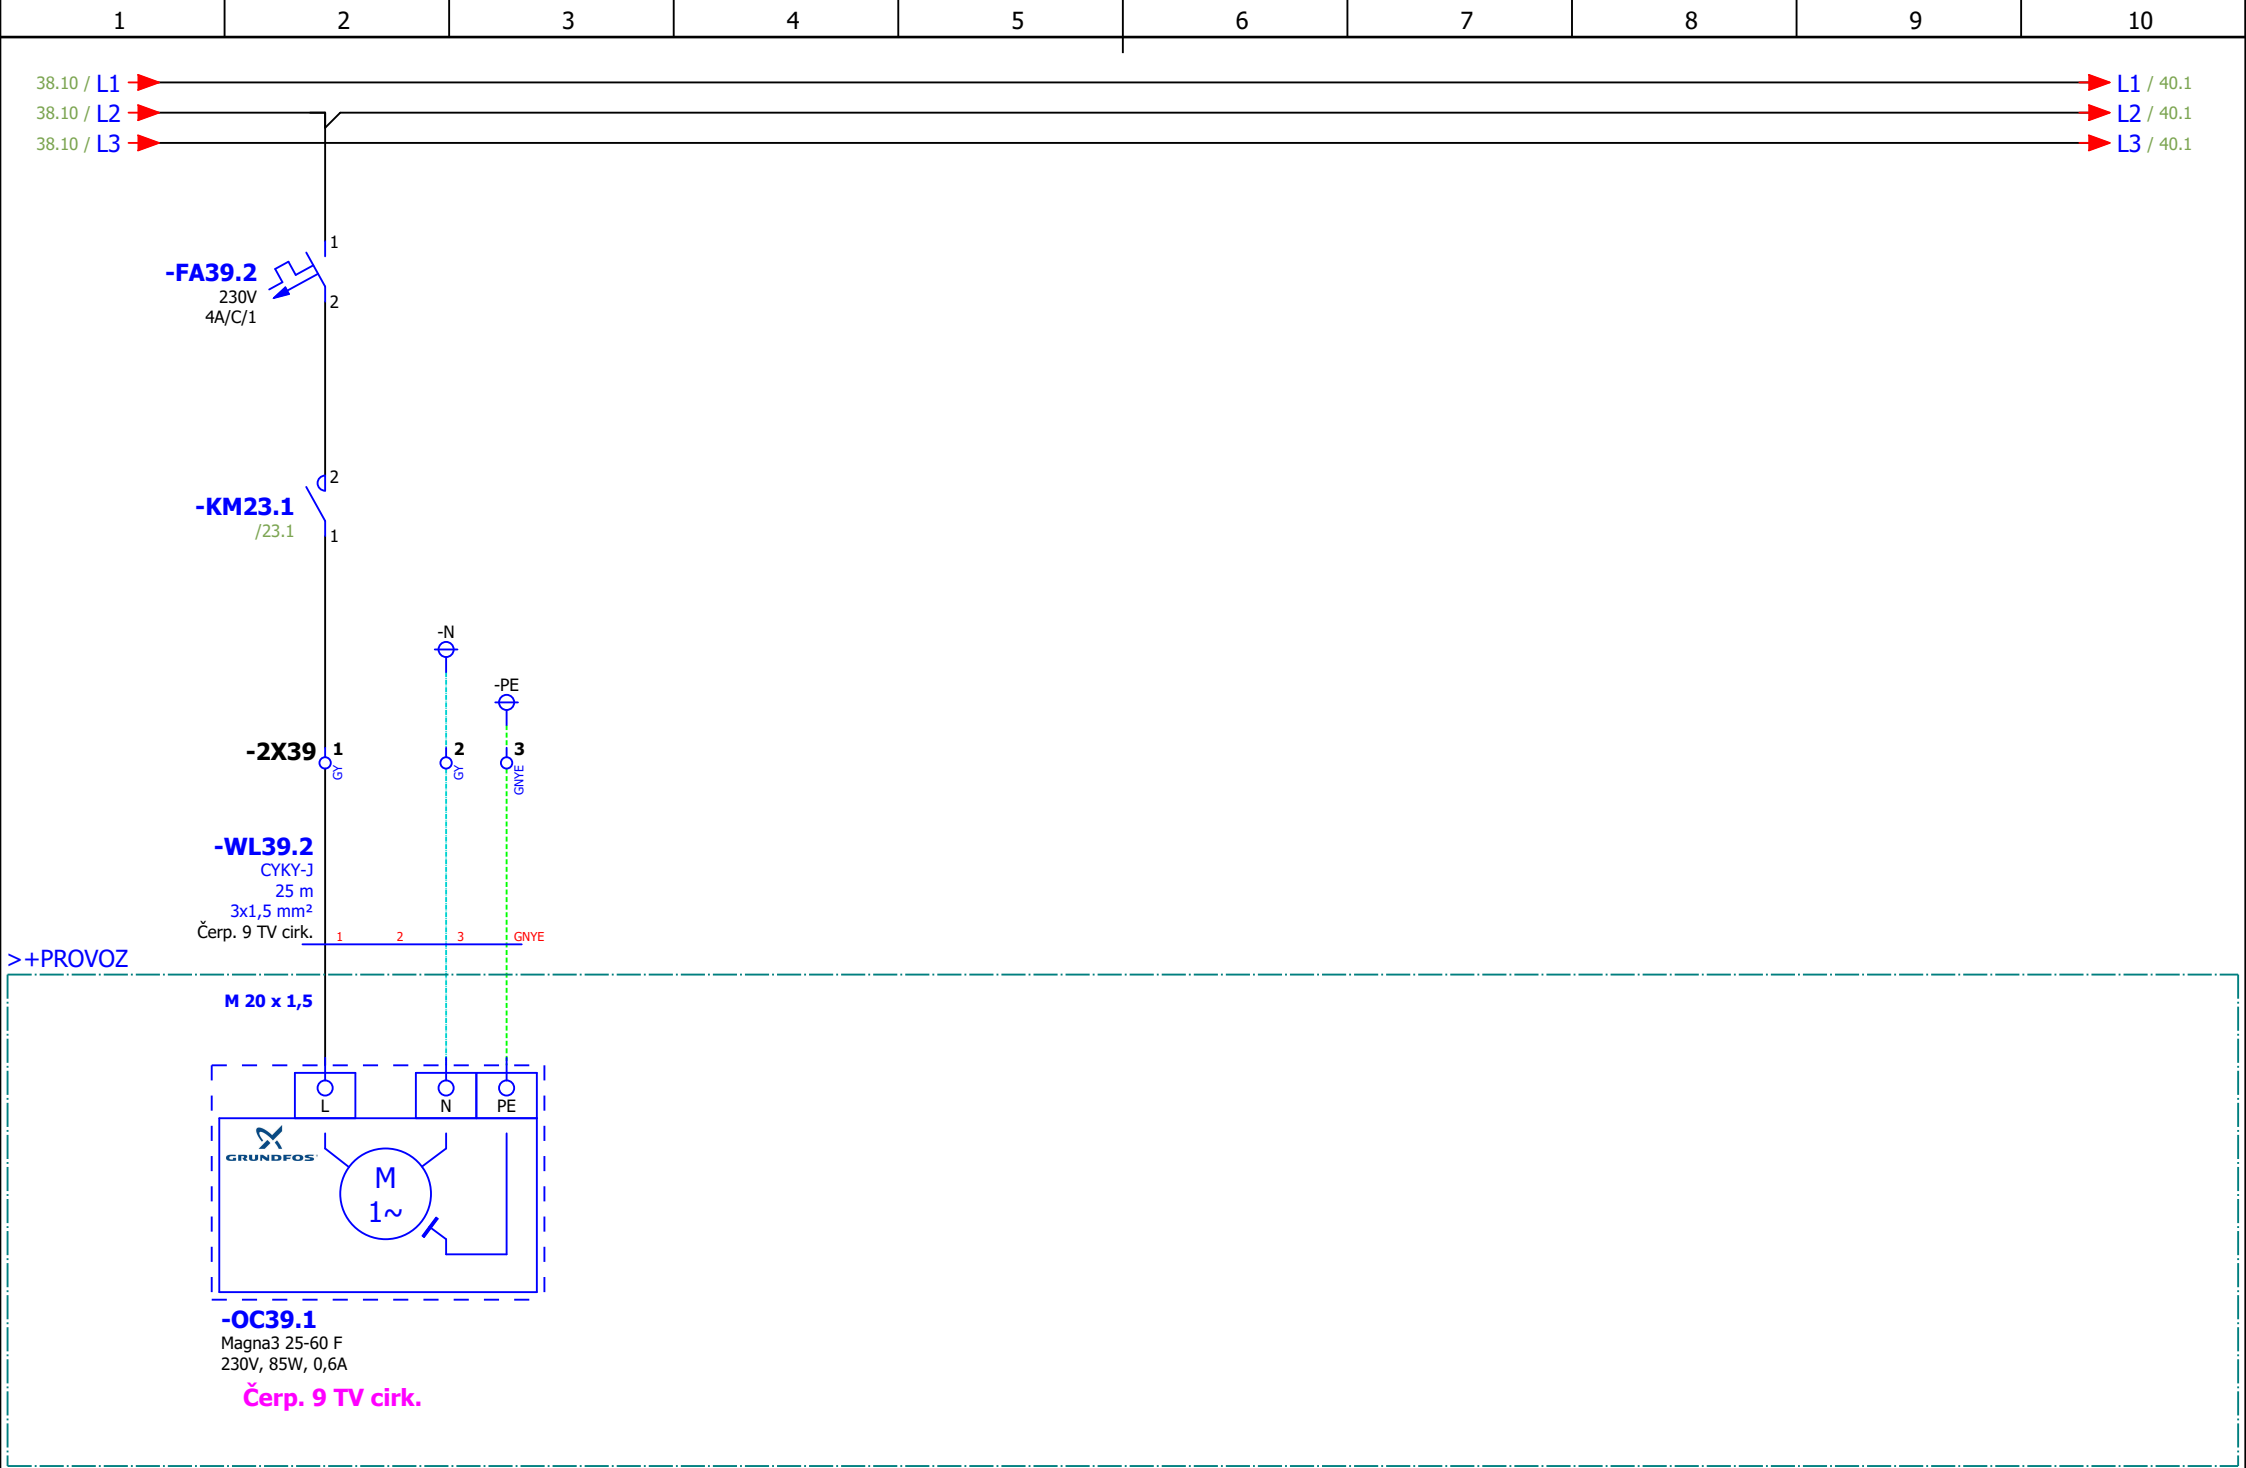 1 2 3 4 5 6 7 8 9 10
38.10 / L1
L1 / 40.1
38.10 / L2
L2 / 40.1
38.10 / L3
L3 / 40.1
1
-FA39.2
230V
2
4A/C/1
2
-KM23.1
/23.1
1
-N
-PE
-2X39 1 2 3
GY GY GNYE
-WL39.2
CYKY-J
25 m
3x1,5 mm²
Čerp. 9 TV cirk.
1 2 3 GNYE
>+PROVOZ
M 20 x 1,5
L N PE
GRUNDFOS
M
1~
-OC39.1
Magna3 25-60 F
230V, 85W, 0,6A
Čerp. 9 TV cirk.